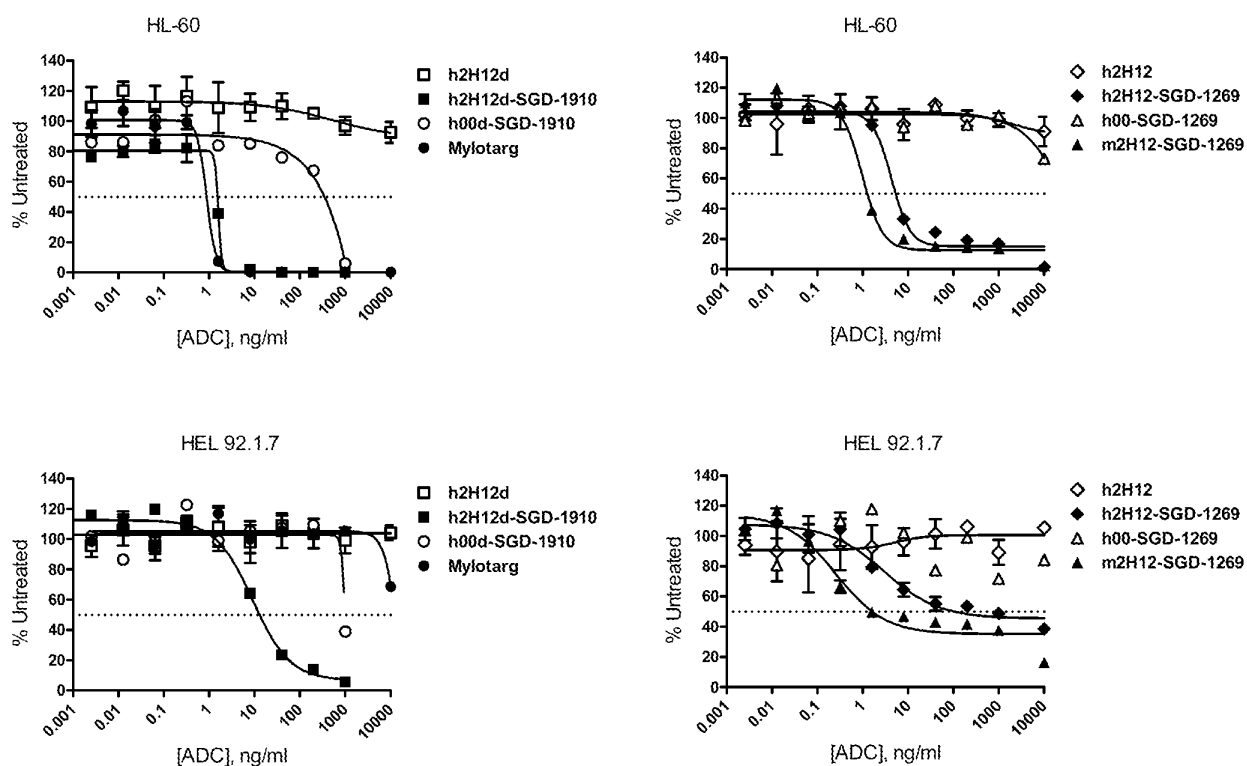 HL-60
% Untreated
140
120
100
80
60
40
20
0
0.001
0.01
0.1
1
10
100
1000
10000
[ADC], ng/ml
h2H12d
h2H12d-SGD-1910
h00d-SGD-1910
Mylotarg
HL-60
% Untreated
140
120
100
80
60
40
20
0
0.001
0.01
0.1
1
10
100
1000
10000
[ADC], ng/ml
h2H12
h2H12-SGD-1269
h00-SGD-1269
m2H12-SGD-1269
HEL 92.1.7
% Untreated
140
120
100
80
60
40
20
0
0.001
0.01
0.1
1
10
100
1000
10000
[ADC], ng/ml
h2H12d
h2H12d-SGD-1910
h00d-SGD-1910
Mylotarg
HEL 92.1.7
% Untreated
140
120
100
80
60
40
20
0
0.001
0.01
0.1
1
10
100
1000
10000
[ADC], ng/ml
h2H12
h2H12-SGD-1269
h00-SGD-1269
m2H12-SGD-1269